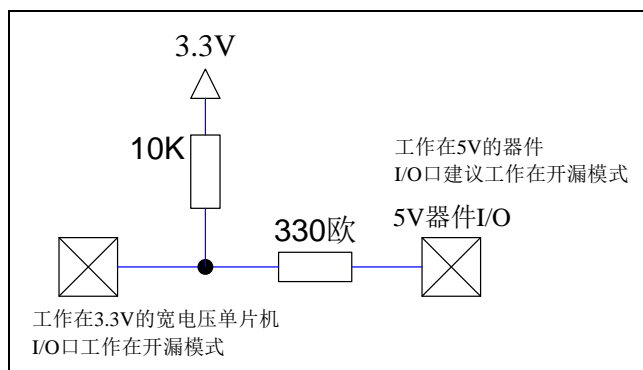 3.3V
10K
工作在5V的器件
I/O口建议工作在开漏模式
330欧
5V器件I/O
工作在3.3V的宽电压单片机
I/O口工作在开漏模式